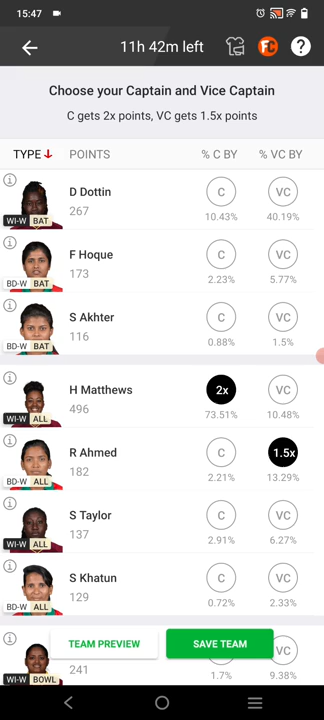 15:47
11h 42m left
FC
?
Choose your Captain and Vice Captain
C gets 2x points, VC gets 1.5x points
TYPE POINTS % C BY % VC BY
i
D Dottin
267
C
VC
10.43%
40.19%
WI-W BAT
i
F Hoque
173
C
VC
2.23%
5.77%
BD-W BAT
i
S Akhter
116
C
VC
0.88%
1.5%
BD-W BAT
i
H Matthews
496
2x
VC
73.51%
10.48%
WI-W ALL
i
R Ahmed
182
C
1.5x
2.21%
13.29%
BD-W ALL
i
S Taylor
137
C
VC
2.91%
6.27%
WI-W ALL
i
S Khatun
129
C
VC
0.72%
2.33%
BD-W ALL
i
TEAM PREVIEW
SAVE TEAM
VC
241
1.7%
9.38%
WI-W BOWL